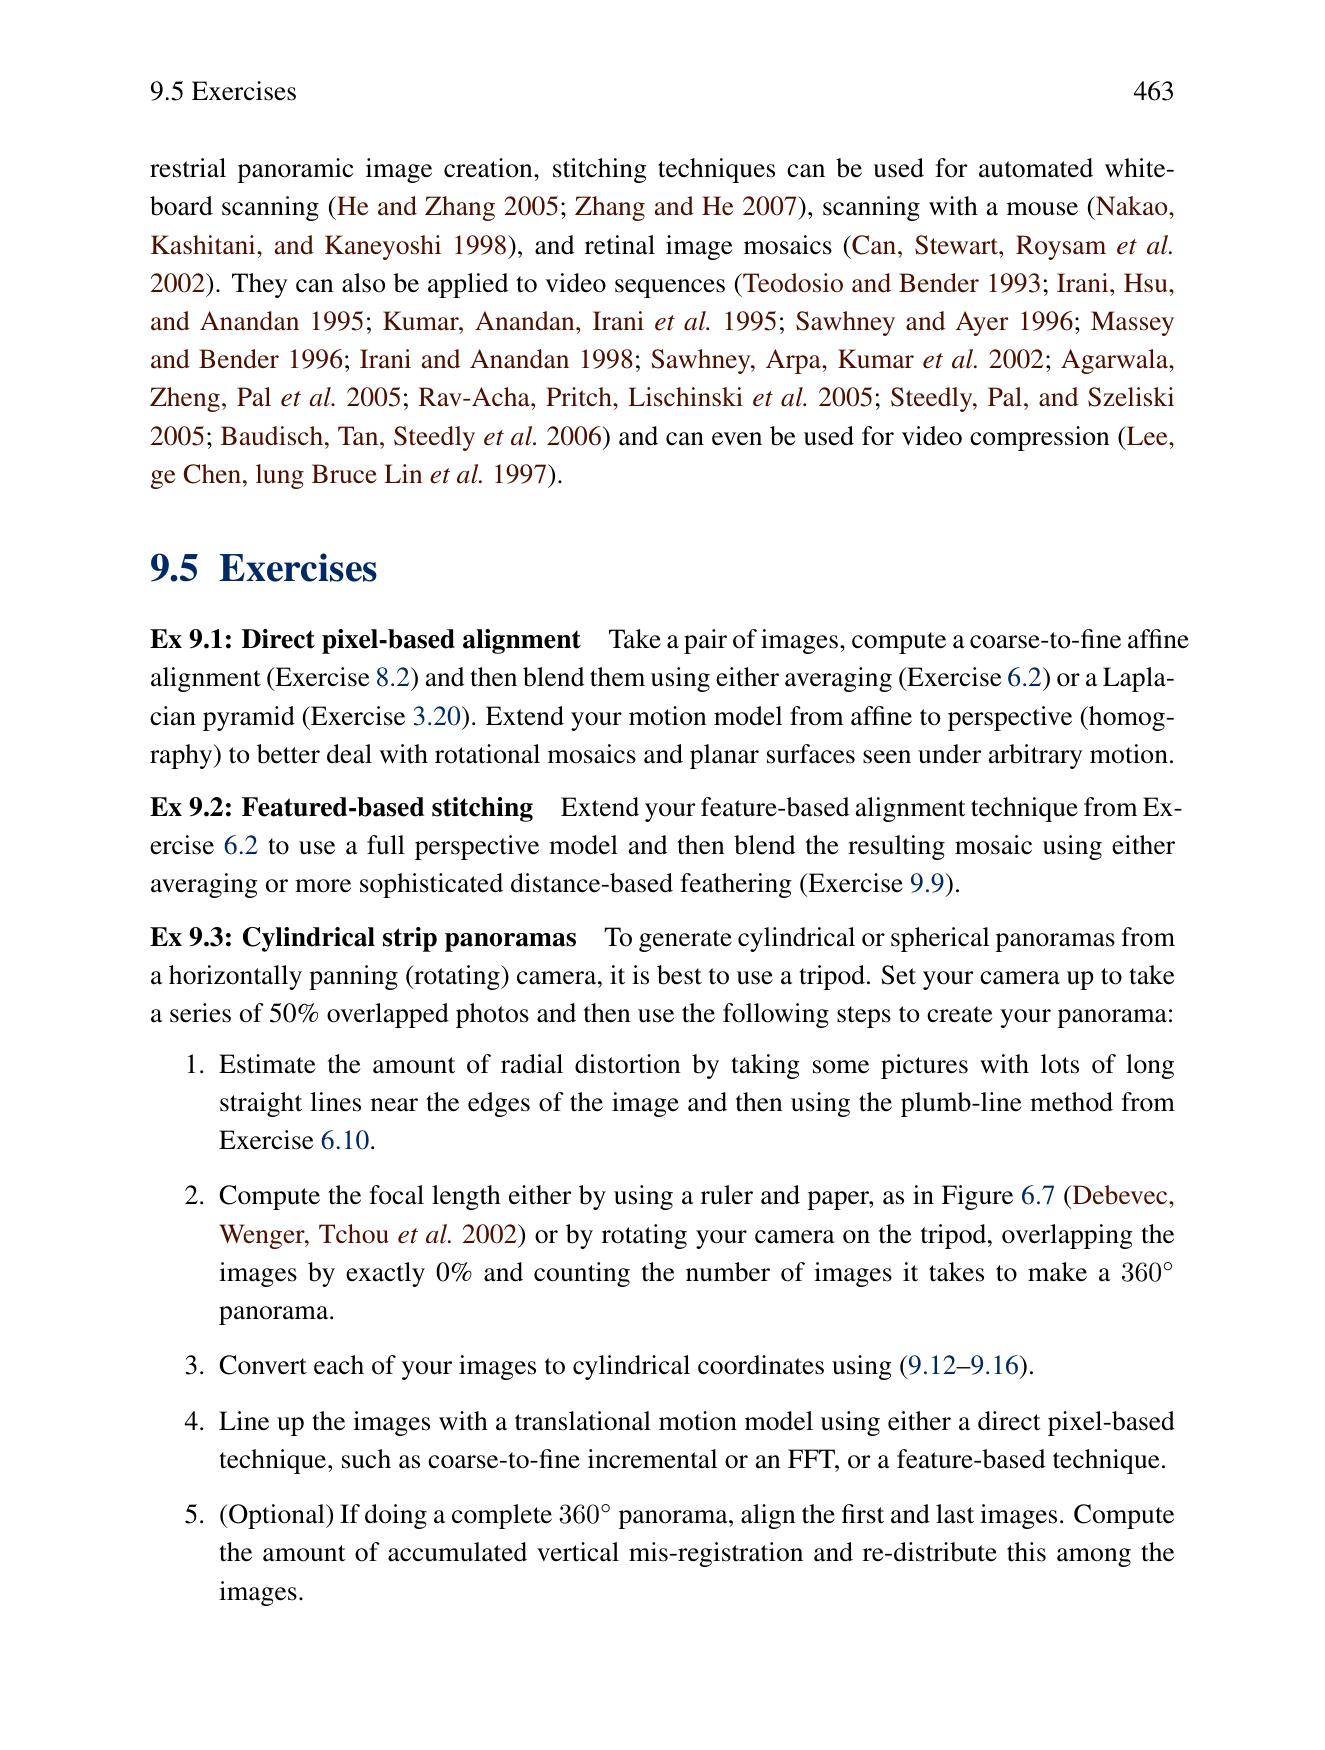 9.5 Exercises 463
restrial panoramic image creation, stitching techniques can be used for automated white-
board scanning (He and Zhang 2005; Zhang and He 2007), scanning with a mouse (Nakao,
Kashitani, and Kaneyoshi 1998), and retinal image mosaics (Can, Stewart, Roysam et al.
2002). They can also be applied to video sequences (Teodosio and Bender 1993; Irani, Hsu,
and Anandan 1995; Kumar, Anandan, Irani et al. 1995; Sawhney and Ayer 1996; Massey
and Bender 1996; Irani and Anandan 1998; Sawhney, Arpa, Kumar et al. 2002; Agarwala,
Zheng, Pal et al. 2005; Rav-Acha, Pritch, Lischinski et al. 2005; Steedly, Pal, and Szeliski
2005; Baudisch, Tan, Steedly et al. 2006) and can even be used for video compression (Lee,
ge Chen, lung Bruce Lin et al. 1997).
9.5 Exercises
Ex 9.1: Direct pixel-based alignment Take a pair of images, compute a coarse-to-fine affine
alignment (Exercise 8.2) and then blend them using either averaging (Exercise 6.2) or a Lapla-
cian pyramid (Exercise 3.20). Extend your motion model from affine to perspective (homog-
raphy) to better deal with rotational mosaics and planar surfaces seen under arbitrary motion.
Ex 9.2: Featured-based stitching Extend your feature-based alignment technique from Ex-
ercise 6.2 to use a full perspective model and then blend the resulting mosaic using either
averaging or more sophisticated distance-based feathering (Exercise 9.9).
Ex 9.3: Cylindrical strip panoramas To generate cylindrical or spherical panoramas from
a horizontally panning (rotating) camera, it is best to use a tripod. Set your camera up to take
a series of 50% overlapped photos and then use the following steps to create your panorama:
1. Estimate the amount of radial distortion by taking some pictures with lots of long
straight lines near the edges of the image and then using the plumb-line method from
Exercise 6.10.
2. Compute the focal length either by using a ruler and paper, as in Figure 6.7 (Debevec,
Wenger, Tchou et al. 2002) or by rotating your camera on the tripod, overlapping the
images by exactly 0% and counting the number of images it takes to make a 360°
panorama.
3. Convert each of your images to cylindrical coordinates using (9.12–9.16).
4. Line up the images with a translational motion model using either a direct pixel-based
technique, such as coarse-to-fine incremental or an FFT, or a feature-based technique.
5. (Optional) If doing a complete 360° panorama, align the first and last images. Compute
the amount of accumulated vertical mis-registration and re-distribute this among the
images.